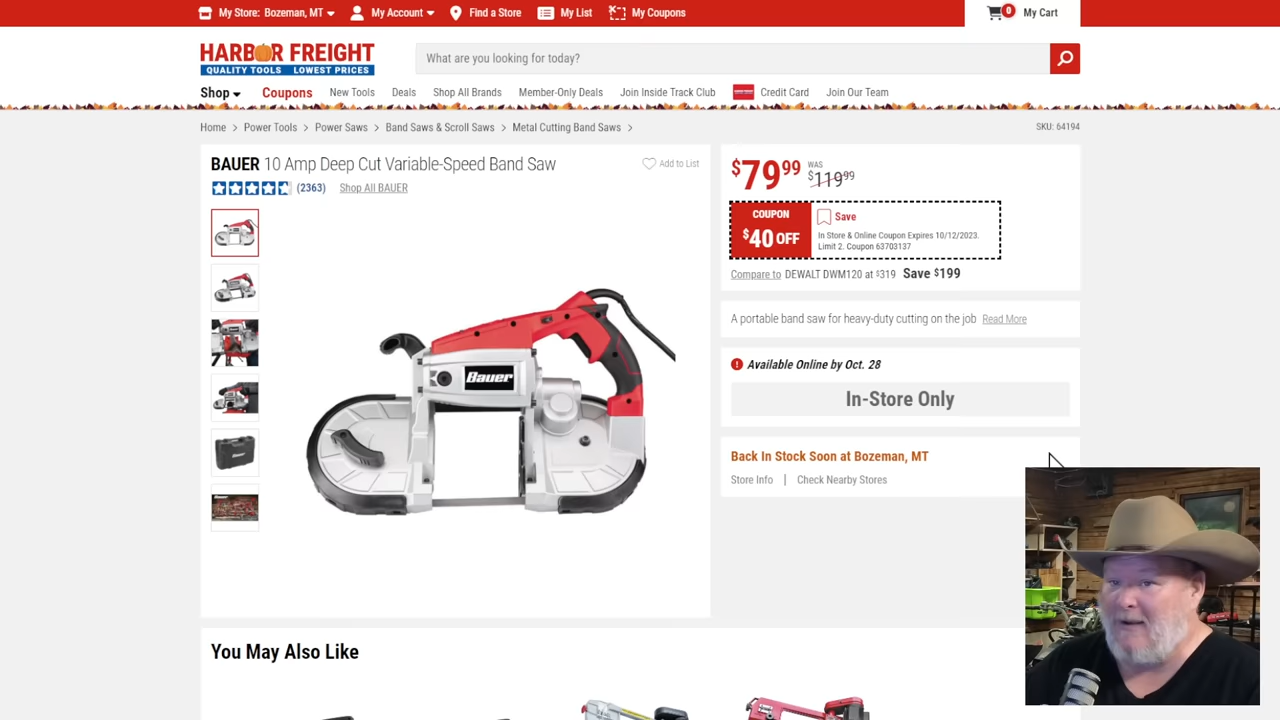 My Store: Bozeman, MT
My Account
Find a Store
My List
My Coupons
0
My Cart
HARBOR FREIGHT
QUALITY TOOLS LOWEST PRICES
What are you looking for today?
Shop
Coupons
New Tools
Deals
Shop All Brands
Member-Only Deals
Join Inside Track Club
Credit Card
Join Our Team
Home > Power Tools > Power Saws > Band Saws & Scroll Saws > Metal Cutting Band Saws >
SKU: 64194
BAUER 10 Amp Deep Cut Variable-Speed Band Saw
Add to List
(2363)
Shop All BAUER
$79 99
WAS
$119 99
COUPON
$40 OFF
Save
In Store & Online Coupon Expires 10/12/2023.
Limit 2. Coupon 63703137
Compare to DEWALT DWM120 at $319 Save $199
A portable band saw for heavy-duty cutting on the job Read More
Available Online by Oct. 28
In-Store Only
Back In Stock Soon at Bozeman, MT
Store Info | Check Nearby Stores
Bauer
You May Also Like